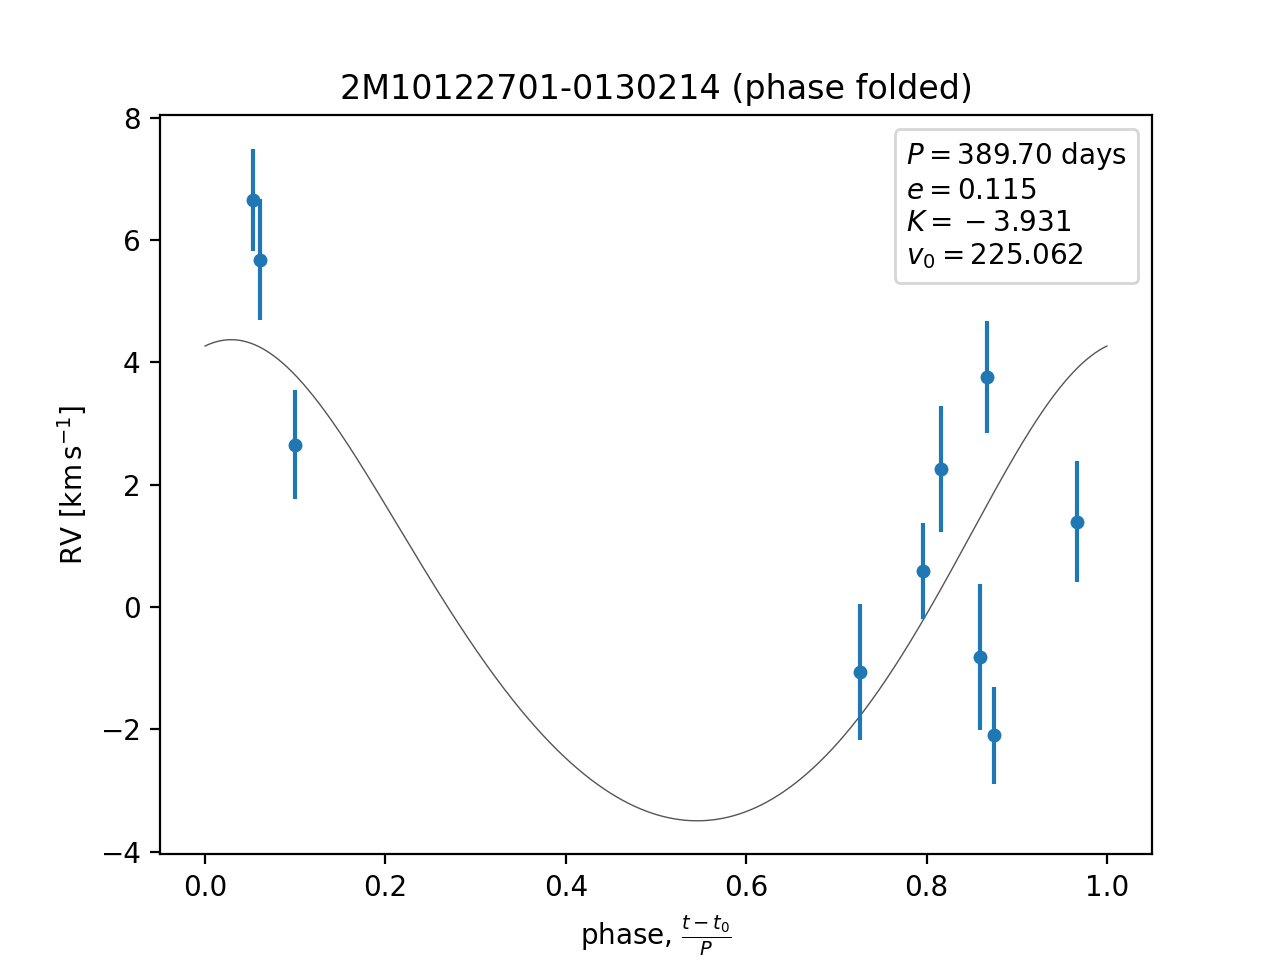 2M10122701-0130214 (phase folded)
P = 389.70 days
e = 0.115
K = −3.931
v₀ = 225.062
RV [km s⁻¹]
8
6
4
2
0
−2
−4
0.0 0.2 0.4 0.6 0.8 1.0
phase, (t − t₀)/P